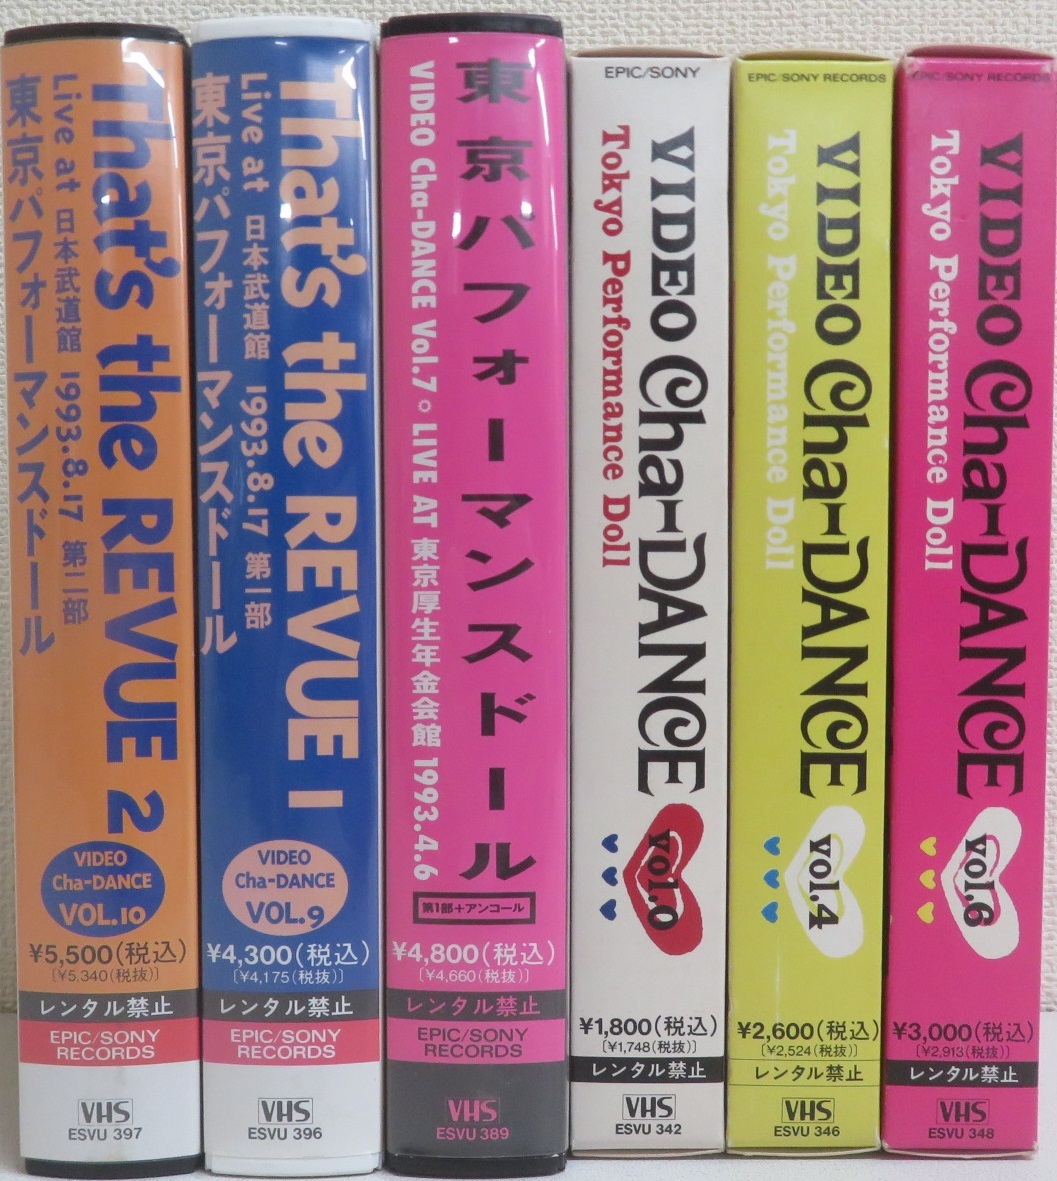 That's the REVUE 2
Live at 日本武道館 1993.8.17 第二部
東京パフォーマンスドール
VIDEO
Cha-DANCE
VOL.10
¥5,500(税込)
〔¥5,340(税抜)〕
レンタル禁止
EPIC/SONY
RECORDS
VHS
ESVU 397
That's the REVUE 1
Live at 日本武道館 1993.8.17 第一部
東京パフォーマンスドール
VIDEO
Cha-DANCE
VOL.9
¥4,300(税込)
〔¥4,175(税抜)〕
レンタル禁止
EPIC/SONY
RECORDS
VHS
ESVU 396
東京パフォーマンスドール
VIDEO Cha-DANCE Vol.7 ○ LIVE AT 東京厚生年金会館 1993.4.6
第1部+アンコール
¥4,800(税込)
〔¥4,660(税抜)〕
レンタル禁止
EPIC/SONY
RECORDS
VHS
ESVU 389
EPIC/SONY
VIDEO Cha-DANCE
Tokyo Performance Doll
vol.0
¥1,800(税込)
〔¥1,748(税抜)〕
レンタル禁止
VHS
ESVU 342
EPIC/SONY RECORDS
VIDEO Cha-DANCE
Tokyo Performance Doll
vol.4
¥2,600(税込)
〔¥2,524(税抜)〕
レンタル禁止
VHS
ESVU 346
EPIC/SONY RECORDS
VIDEO Cha-DANCE
Tokyo Performance Doll
vol.6
¥3,000(税込)
〔¥2,913(税抜)〕
レンタル禁止
VHS
ESVU 348